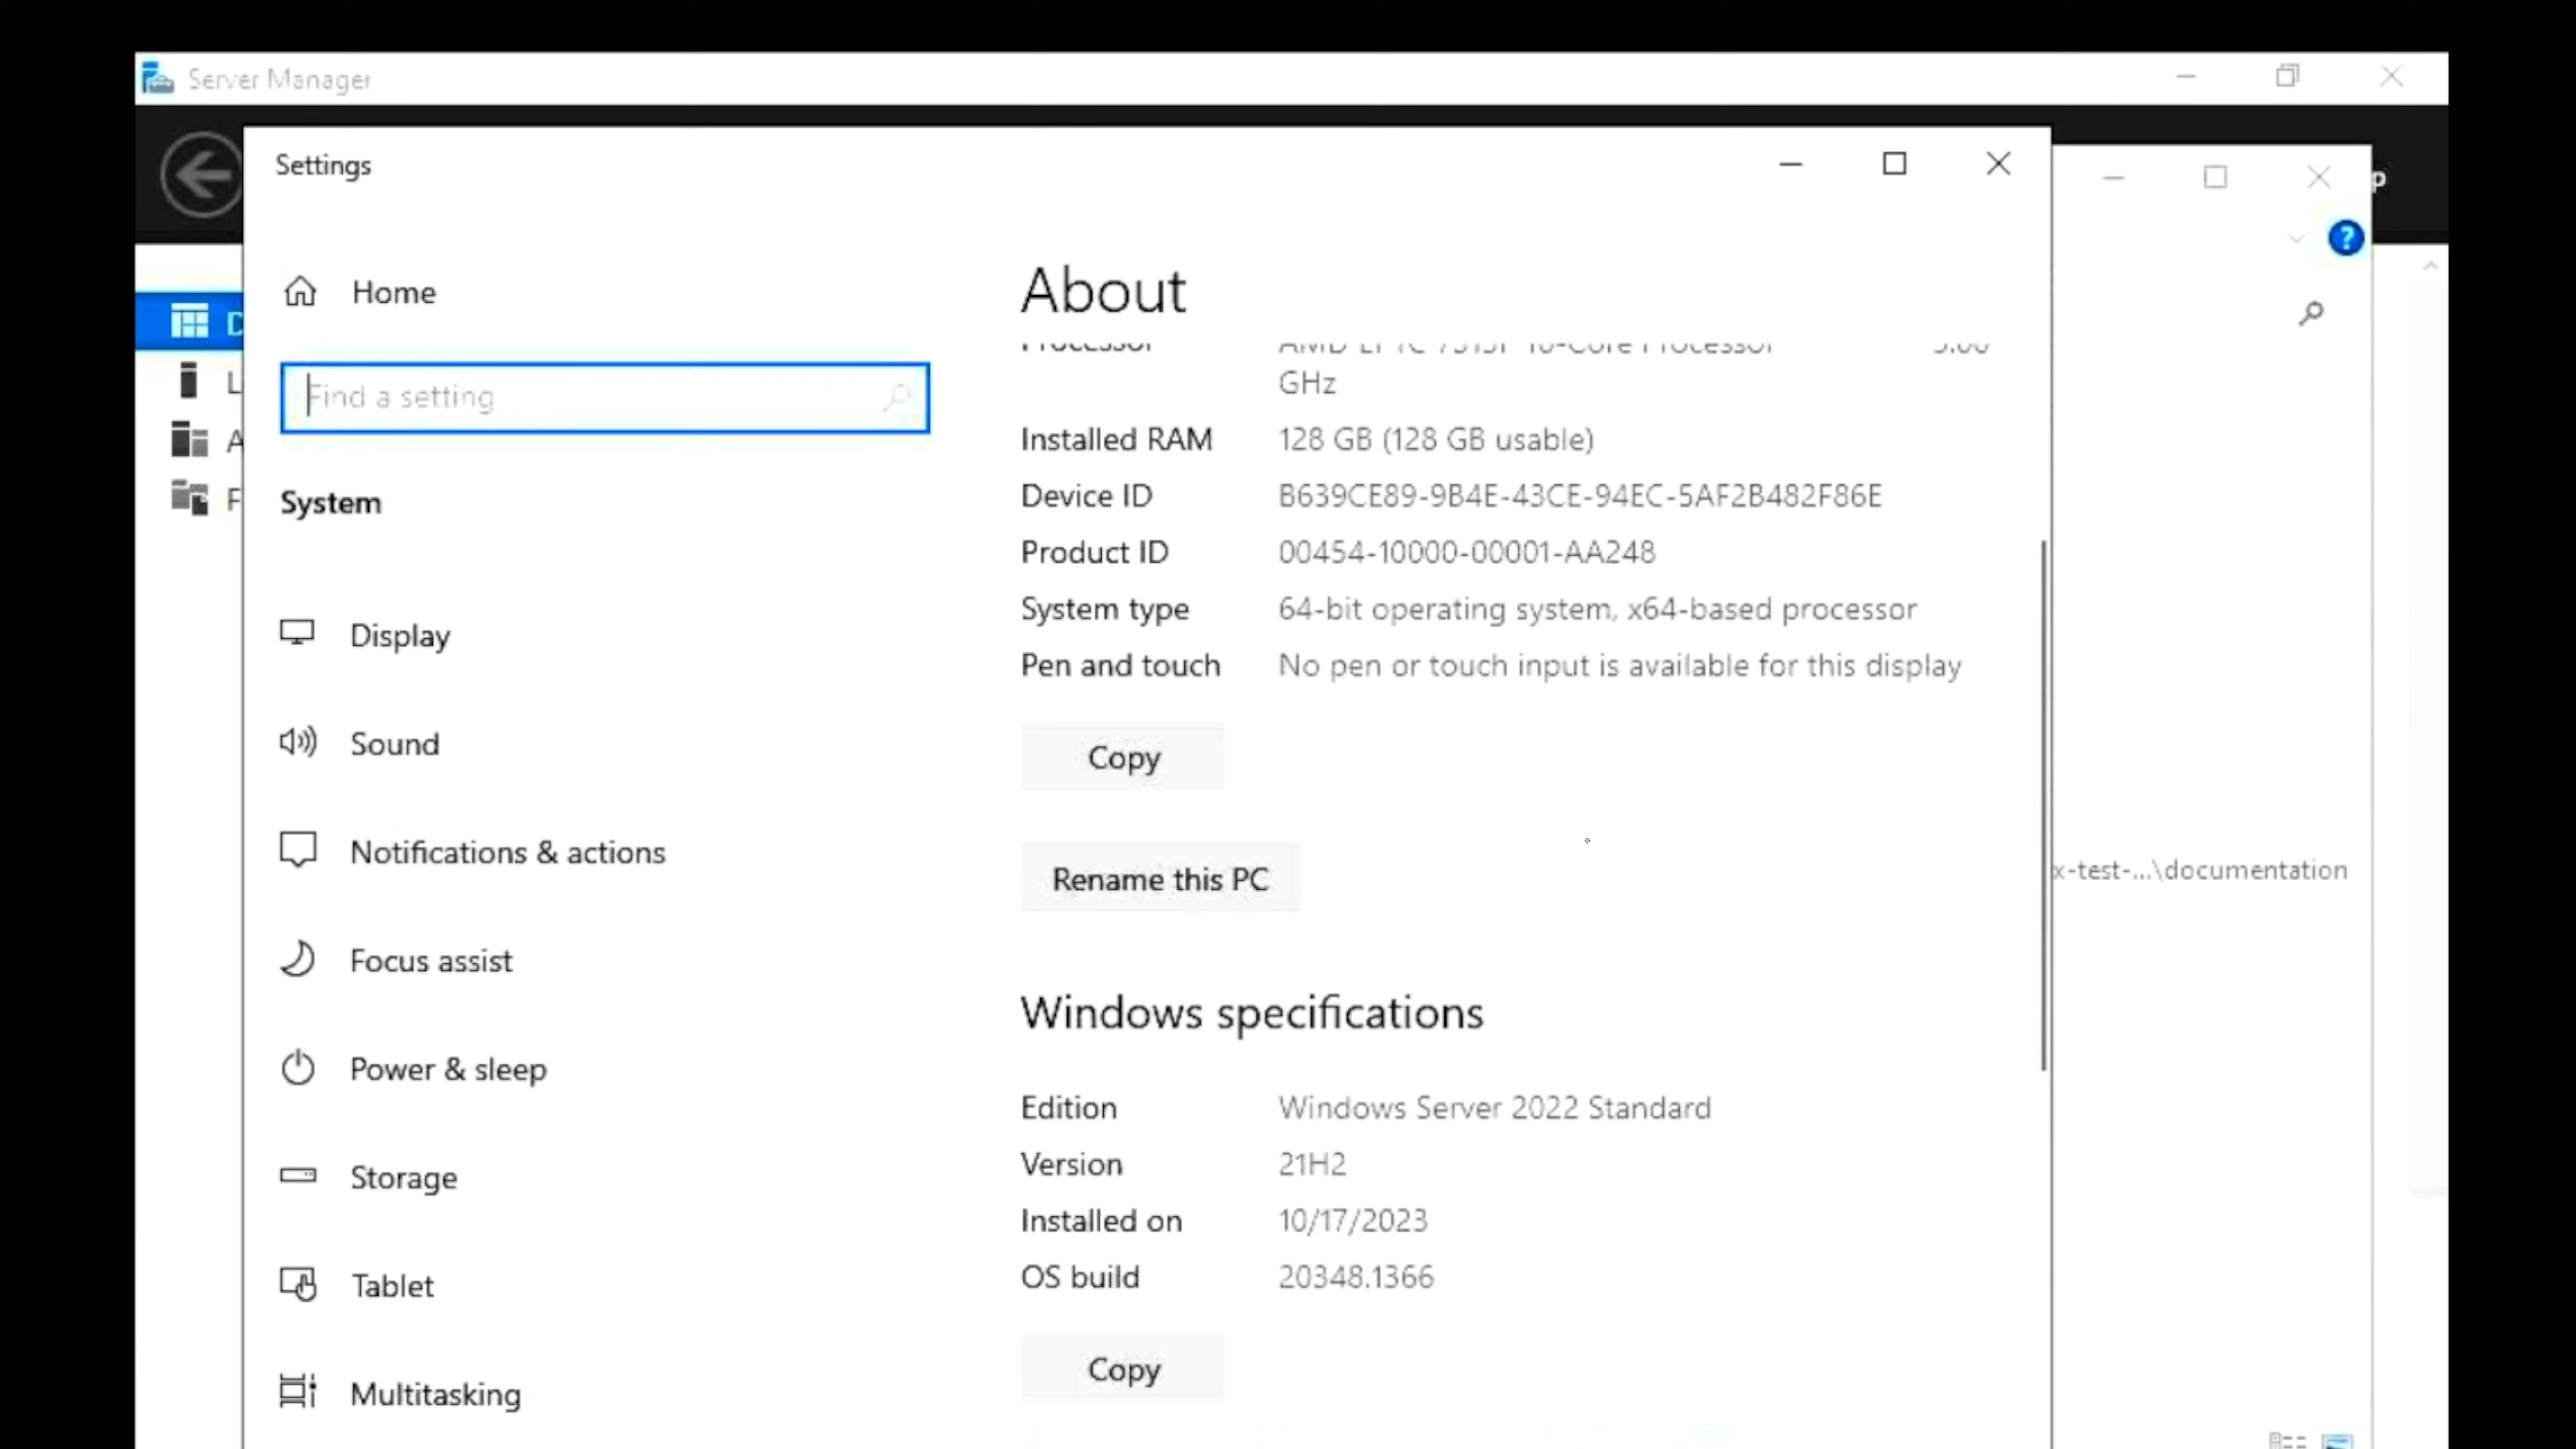 Server Manager
Settings
Home
Find a setting
System
Display
Sound
Notifications & actions
Focus assist
Power & sleep
Storage
Tablet
Multitasking
About
GHz
Installed RAM 128 GB (128 GB usable)
Device ID B639CE89-9B4E-43CE-94EC-5AF2B482F86E
Product ID 00454-10000-00001-AA248
System type 64-bit operating system, x64-based processor
Pen and touch No pen or touch input is available for this display
Copy
Rename this PC
Windows specifications
Edition Windows Server 2022 Standard
Version 21H2
Installed on 10/17/2023
OS build 20348.1366
Copy
x-test-...\documentation